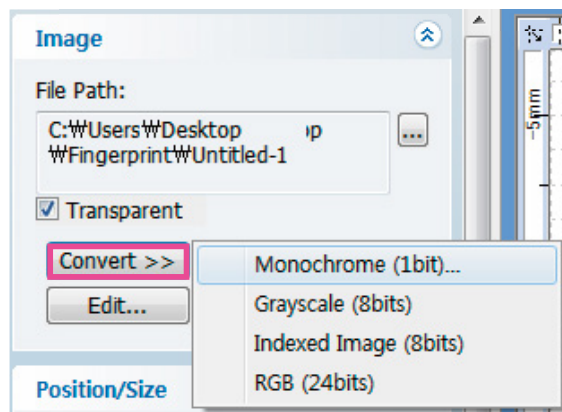 Image
File Path:
C:₩Users₩Desktop op
₩Fingerprint₩Untitled-1
...
Transparent
Convert >>
Edit...
Monochrome (1bit)...
Grayscale (8bits)
Indexed Image (8bits)
RGB (24bits)
Position/Size
-5mm